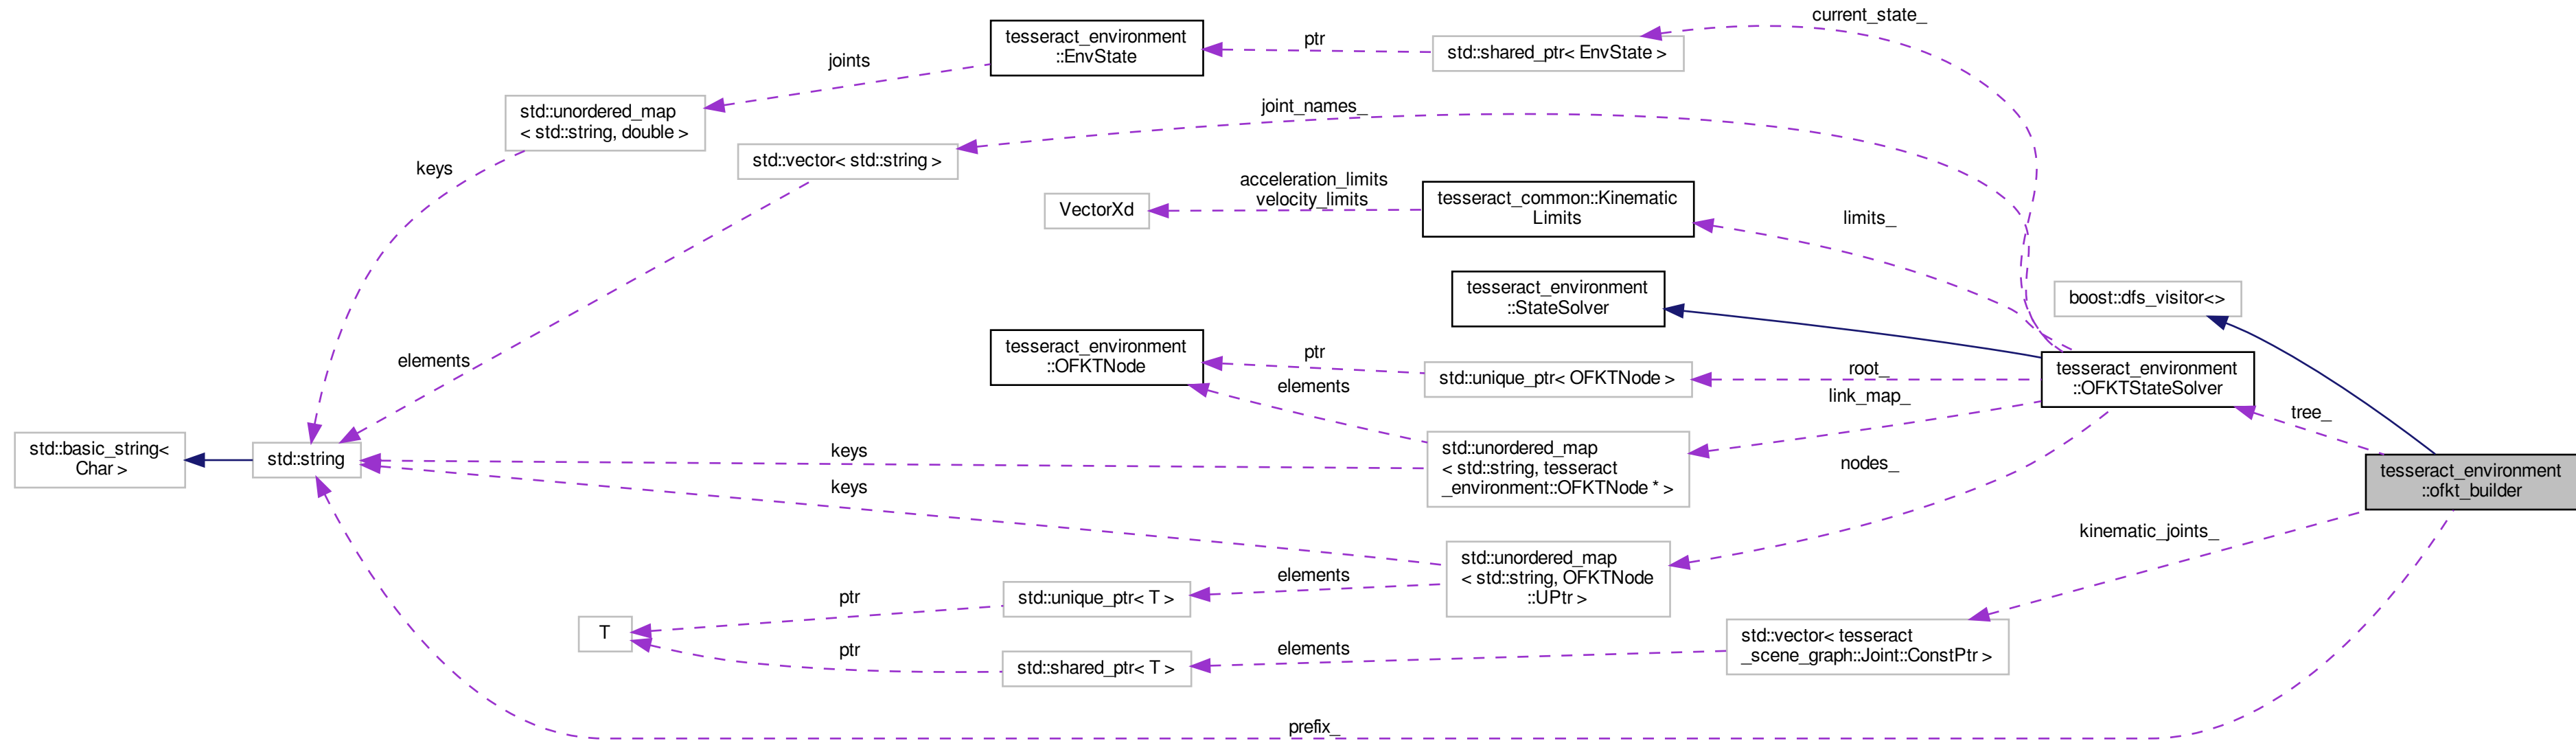 current_state_
tesseract_environment
::EnvState
ptr
std::shared_ptr< EnvState >
joints
std::unordered_map
< std::string, double >
joint_names_
keys
std::vector< std::string >
acceleration_limits
velocity_limits
VectorXd
tesseract_common::Kinematic
Limits
limits_
tesseract_environment
::StateSolver
boost::dfs_visitor<>
tesseract_environment
::OFKTNode
ptr
elements
std::unique_ptr< OFKTNode >
root_
link_map_
tesseract_environment
::OFKTStateSolver
tree_
elements
std::basic_string<
Char >
std::string
keys
keys
std::unordered_map
< std::string, tesseract
_environment::OFKTNode * >
nodes_
tesseract_environment
::ofkt_builder
kinematic_joints_
std::unordered_map
< std::string, OFKTNode
::UPtr >
elements
std::unique_ptr< T >
ptr
T
ptr
std::shared_ptr< T >
elements
std::vector< tesseract
_scene_graph::Joint::ConstPtr >
prefix_